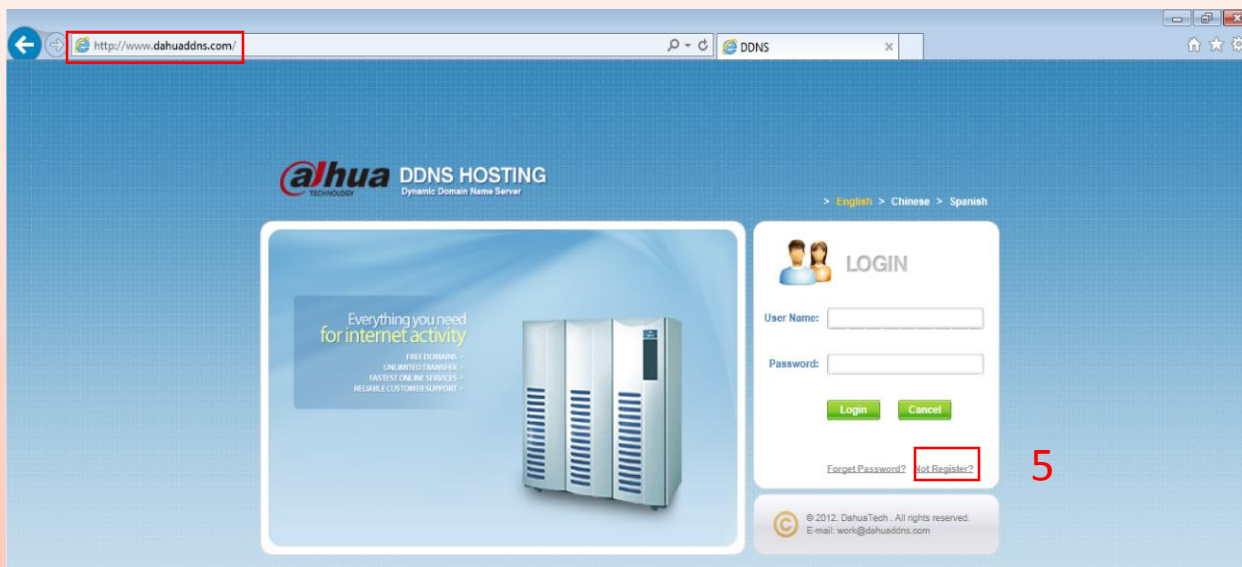 http://www.dahuaddns.com/
DDNS
alhua
TECHNOLOGY
DDNS HOSTING
Dynamic Domain Name Server
> English > Chinese > Spanish
LOGIN
Everything you need
for internet activity
FREE DOMAINS
UNLIMITED TRANSFER
FASTEST ONLINE SERVICES
RELIABLE CUSTOMER SUPPORT
User Name:
Password:
Login Cancel
Forget Password? Not Register?
5
© 2012, DahuaTech . All rights reserved.
E-mail: work@dahuaddns.com